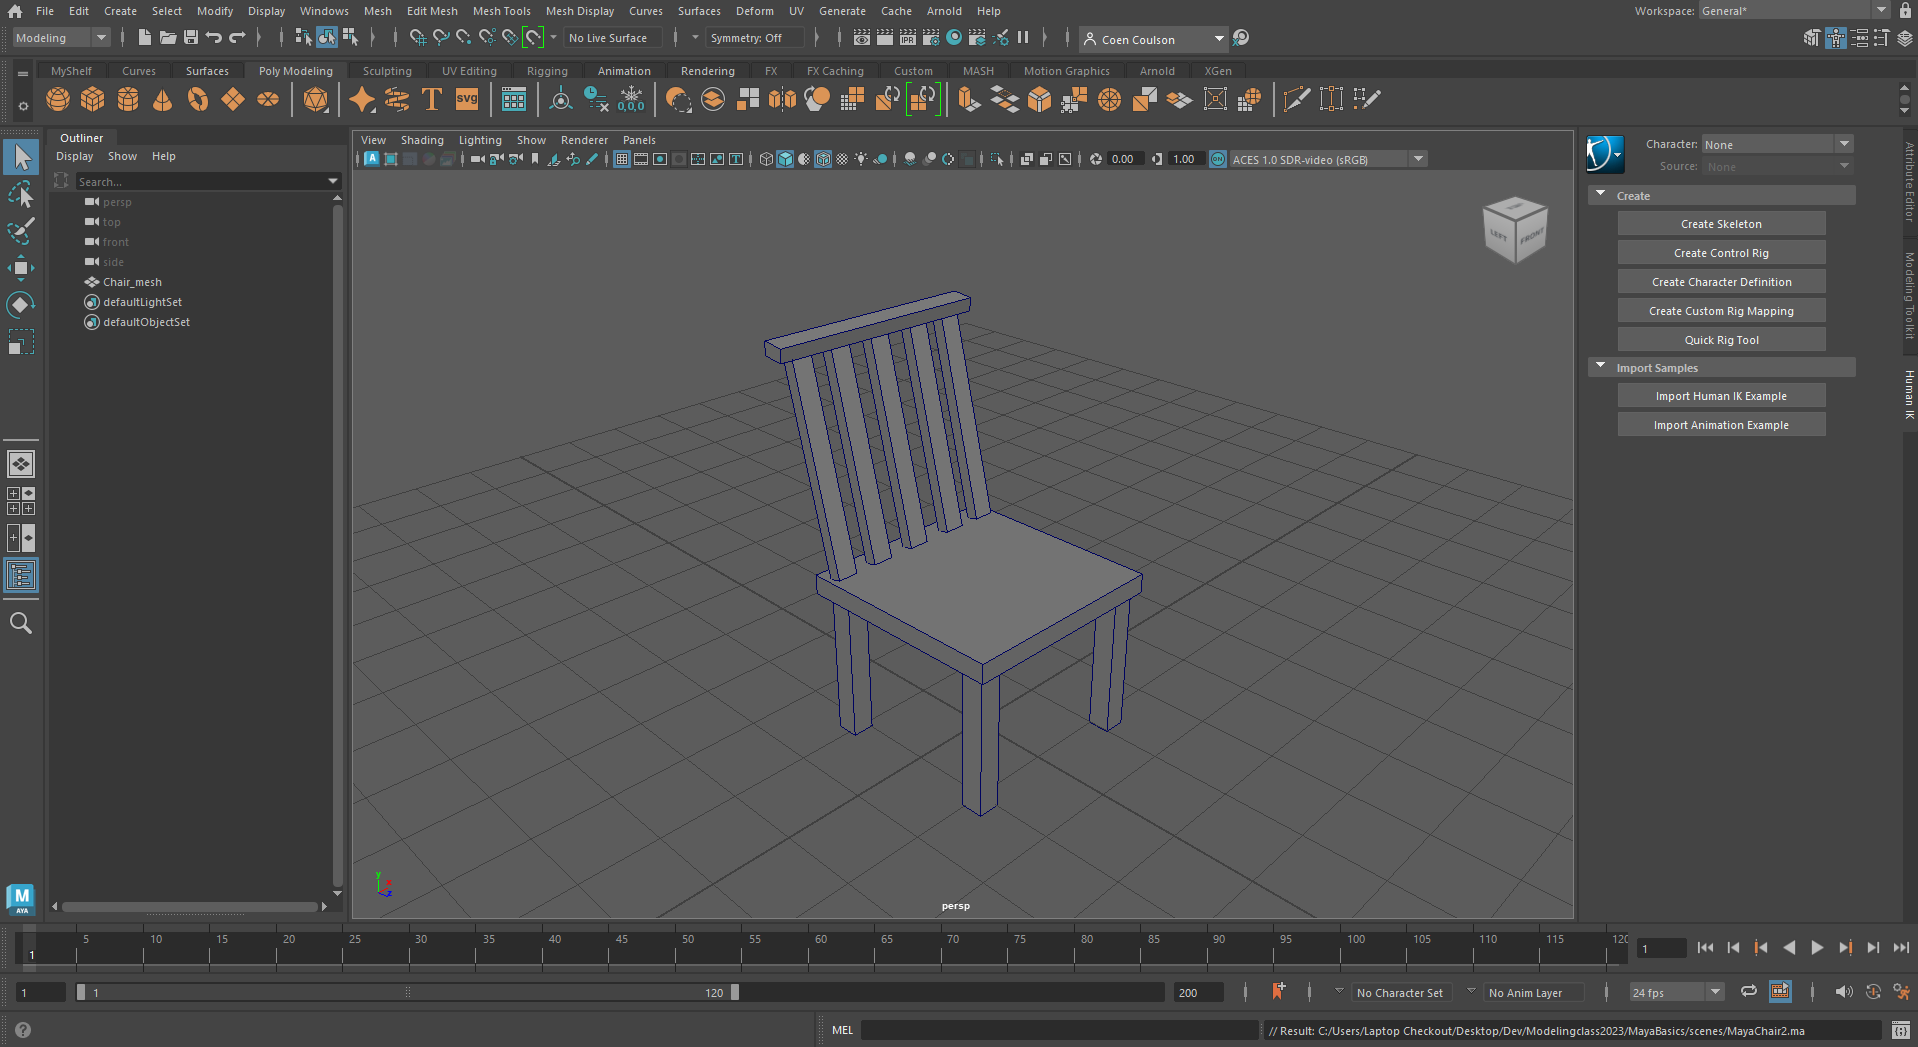 File Edit Create Select Modify Display Windows Mesh Edit Mesh Mesh Tools Mesh Display Curves Surfaces Deform UV Generate Cache Arnold Help Workspace: General*
Modeling No Live Surface Symmetry: Off Coen Coulson
MyShelf Curves Surfaces Poly Modeling Sculpting UV Editing Rigging Animation Rendering FX FX Caching Custom MASH Motion Graphics Arnold XGen
T SVG 0,0,0 IPR
Outliner
Display Show Help
Search...
persp
top
front
side
Chair_mesh
defaultLightSet
defaultObjectSet
View Shading Lighting Show Renderer Panels
0.00 1.00 ACES 1.0 SDR-video (sRGB)
LEFT FRONT
y
x
z
persp
Character: None
Source: None
Create
Create Skeleton
Create Control Rig
Create Character Definition
Create Custom Rig Mapping
Quick Rig Tool
Import Samples
Import Human IK Example
Import Animation Example
Attribute Editor
Modeling Toolkit
Human IK
M
AYA
5 10 15 20 25 30 35 40 45 50 55 60 65 70 75 80 85 90 95 100 105 110 115 120
1 1
1 1 120 200 No Character Set No Anim Layer 24 fps
MEL // Result: C:/Users/Laptop Checkout/Desktop/Dev/Modelingclass2023/MayaBasics/scenes/MayaChair2.ma